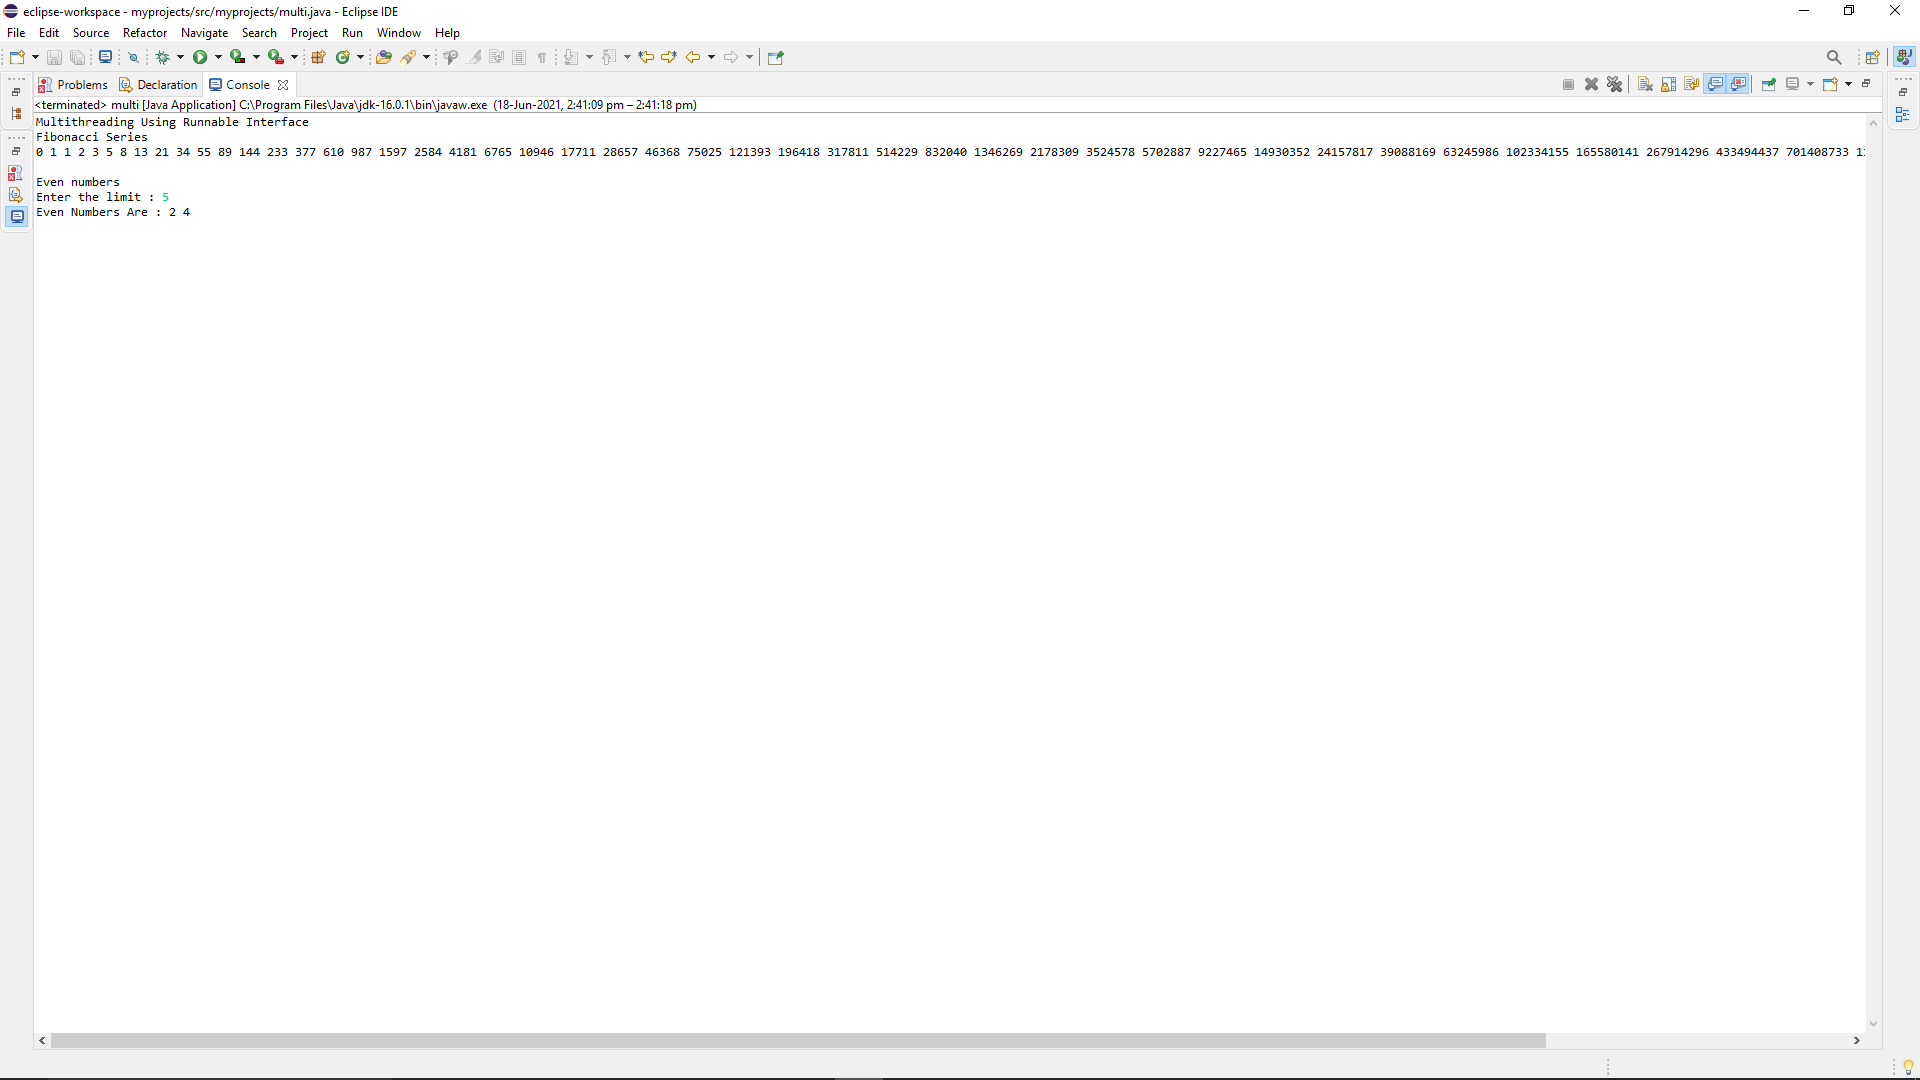 eclipse-workspace - myprojects/src/myprojects/multi.java - Eclipse IDE
File Edit Source Refactor Navigate Search Project Run Window Help
Problems Declaration Console
<terminated> multi [Java Application] C:\Program Files\Java\jdk-16.0.1\bin\javaw.exe (18-Jun-2021, 2:41:09 pm – 2:41:18 pm)
Multithreading Using Runnable Interface
Fibonacci Series
0 1 1 2 3 5 8 13 21 34 55 89 144 233 377 610 987 1597 2584 4181 6765 10946 17711 28657 46368 75025 121393 196418 317811 514229 832040 1346269 2178309 3524578 5702887 9227465 14930352 24157817 39088169 63245986 102334155 165580141 267914296 433494437 701408733
Even numbers
Enter the limit : 5
Even Numbers Are : 2 4